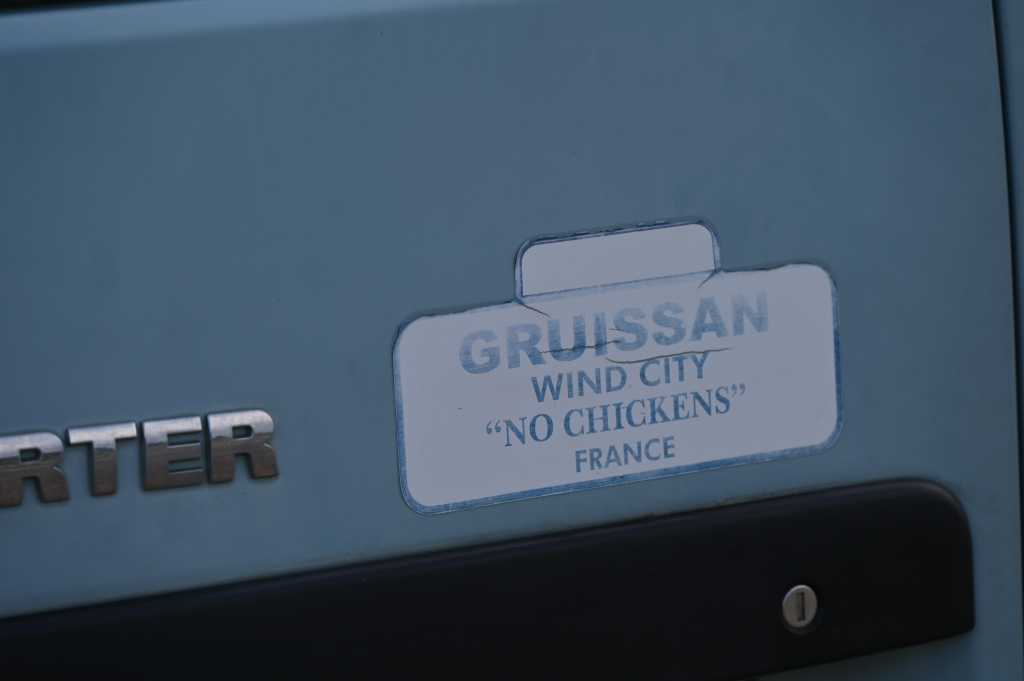 GRUISSAN
WIND CITY
“NO CHICKENS”
FRANCE
RTER